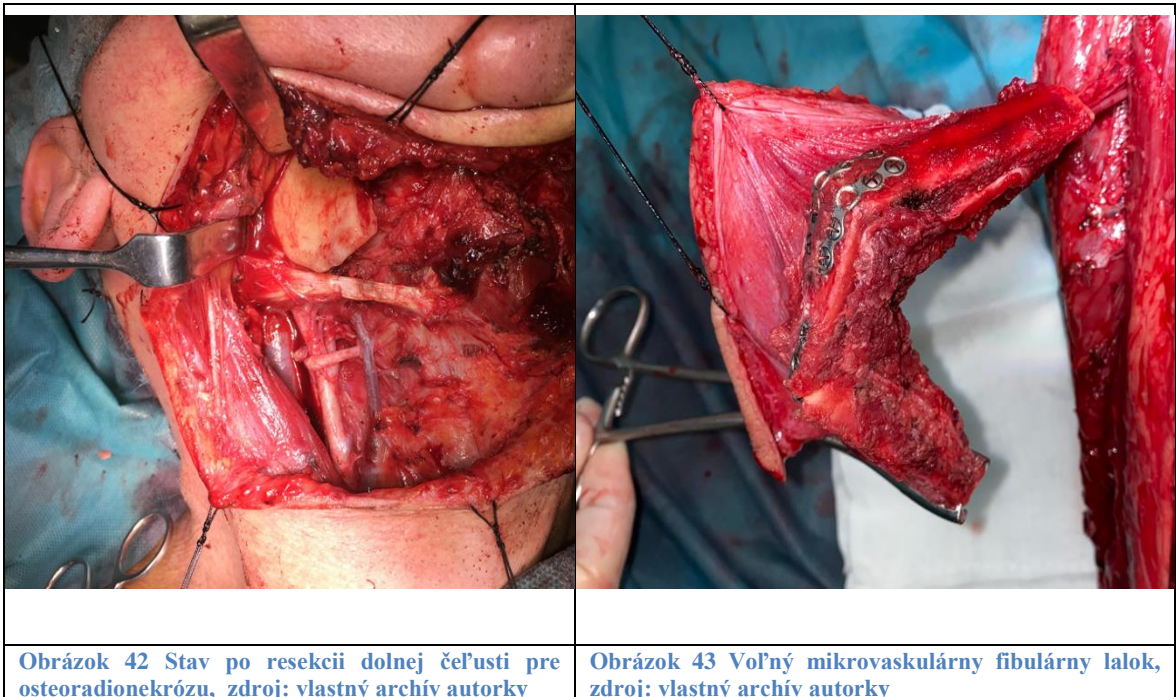 Obrázok 42 Stav po resekcii dolnej čeľusti pre
osteoradionekrózu, zdroj: vlastný archív autorky
Obrázok 43 Voľný mikrovaskulárny fibulárny lalok,
zdroj: vlastný archív autorky